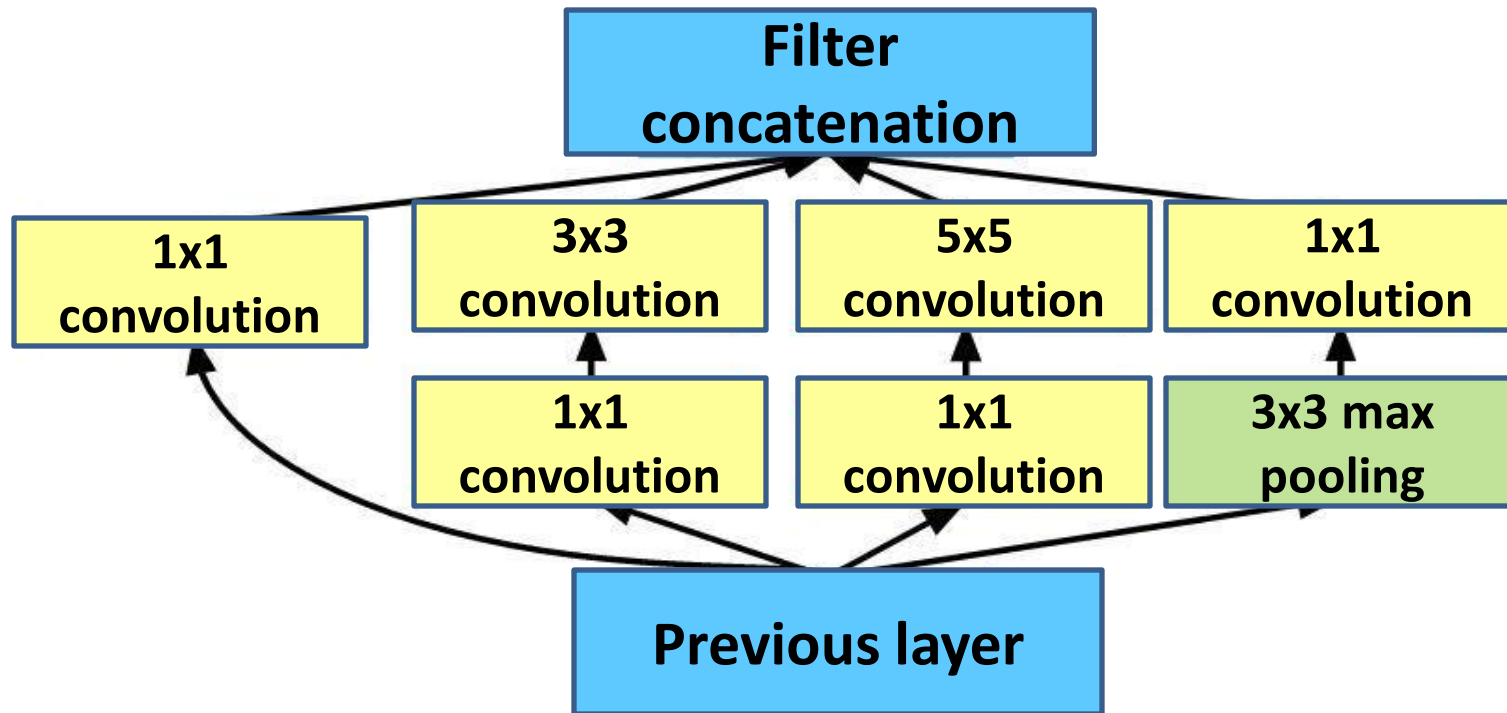 Filter
concatenation
1x1
convolution
3x3
convolution
5x5
convolution
1x1
convolution
1x1
convolution
1x1
convolution
3x3 max
pooling
Previous layer